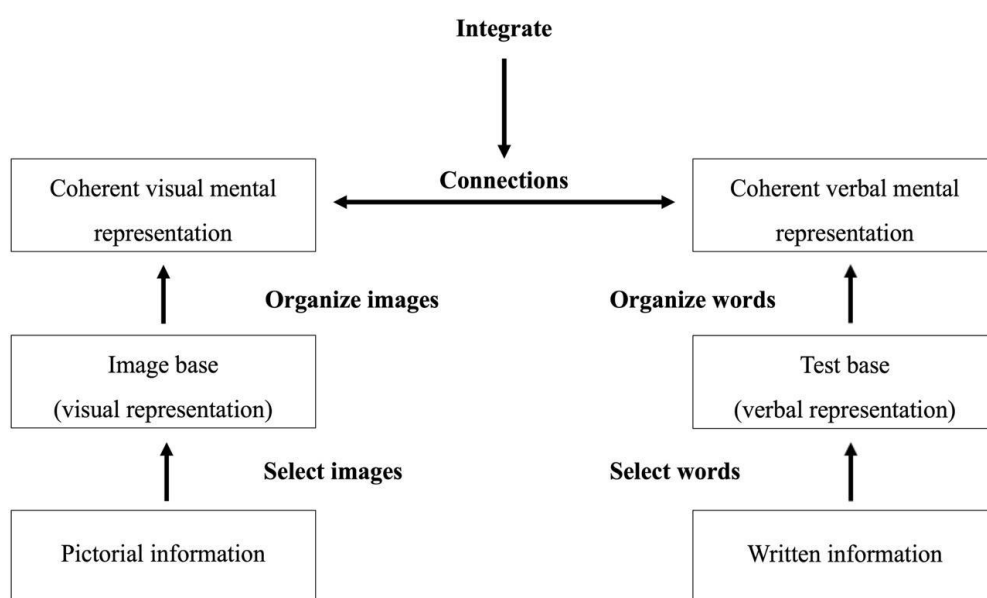 Integrate
Connections
Coherent visual mental
representation
Coherent verbal mental
representation
Organize images
Organize words
Image base
(visual representation)
Test base
(verbal representation)
Select images
Select words
Pictorial information
Written information